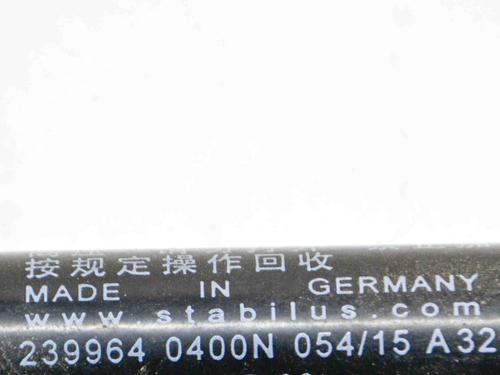 按规定操作回收
MADE IN GERMANY
www.stabilus.com
239964 0400N 054/15 A32